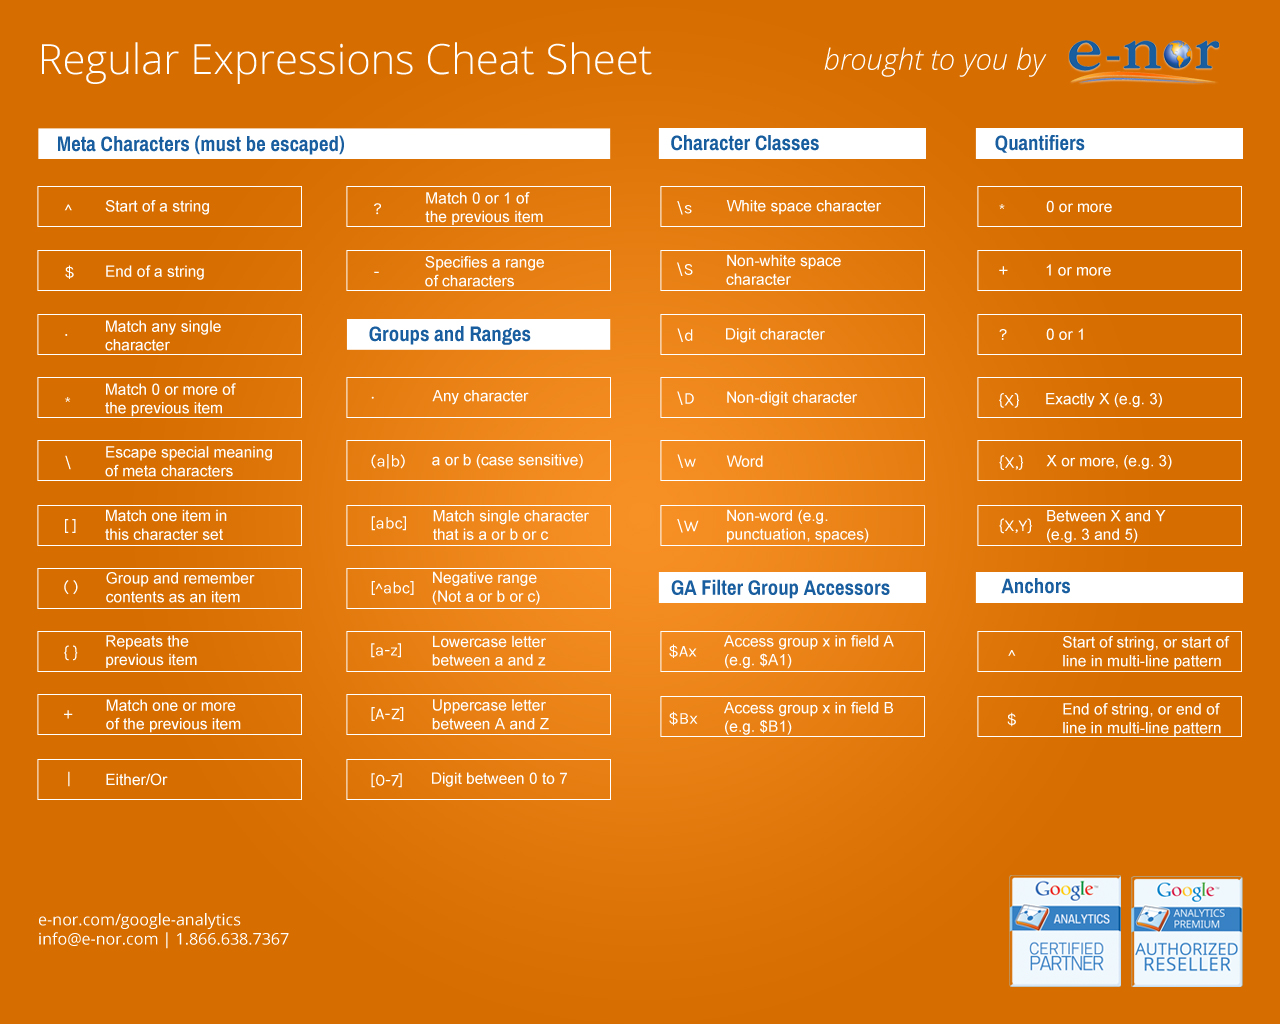 Regular Expressions Cheat Sheet
brought to you by e-nor
Meta Characters (must be escaped)
^ Start of a string
$ End of a string
. Match any single
character
* Match 0 or more of
the previous item
\ Escape special meaning
of meta characters
[ ] Match one item in
this character set
( ) Group and remember
contents as an item
{ } Repeats the
previous item
+ Match one or more
of the previous item
| Either/Or
? Match 0 or 1 of
the previous item
- Specifies a range
of characters
Groups and Ranges
. Any character
(a|b) a or b (case sensitive)
[abc] Match single character
that is a or b or c
[^abc] Negative range
(Not a or b or c)
[a-z] Lowercase letter
between a and z
[A-Z] Uppercase letter
between A and Z
[0-7] Digit between 0 to 7
Character Classes
\s White space character
\S Non-white space
character
\d Digit character
\D Non-digit character
\w Word
\W Non-word (e.g.
punctuation, spaces)
GA Filter Group Accessors
$Ax Access group x in field A
(e.g. $A1)
$Bx Access group x in field B
(e.g. $B1)
Quantifiers
* 0 or more
+ 1 or more
? 0 or 1
{X} Exactly X (e.g. 3)
{X,} X or more, (e.g. 3)
{X,Y} Between X and Y
(e.g. 3 and 5)
Anchors
^ Start of string, or start of
line in multi-line pattern
$ End of string, or end of
line in multi-line pattern
e-nor.com/google-analytics
info@e-nor.com | 1.866.638.7367
Google™
ANALYTICS
CERTIFIED
PARTNER
Google™
ANALYTICS
PREMIUM
AUTHORIZED
RESELLER